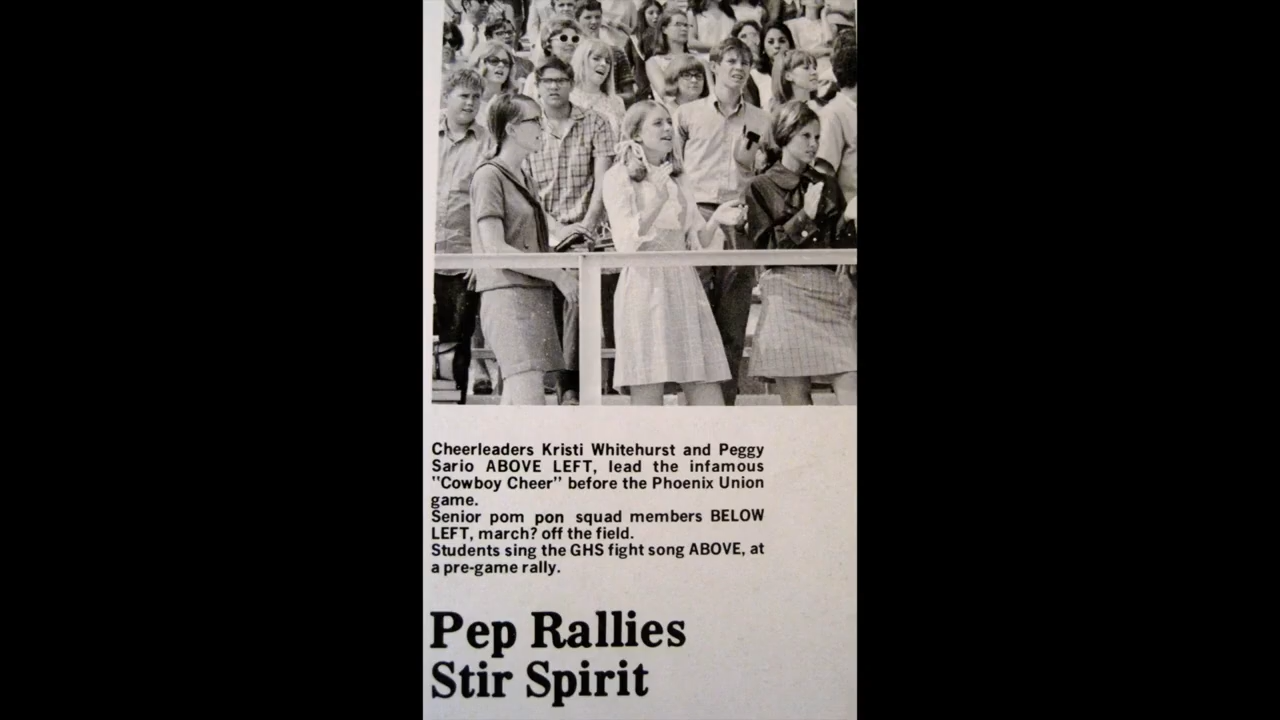 Cheerleaders Kristi Whitehurst and Peggy
Sario ABOVE LEFT, lead the infamous
"Cowboy Cheer" before the Phoenix Union
game.
Senior pom pon squad members BELOW
LEFT, march? off the field.
Students sing the GHS fight song ABOVE, at
a pre-game rally.
Pep Rallies
Stir Spirit